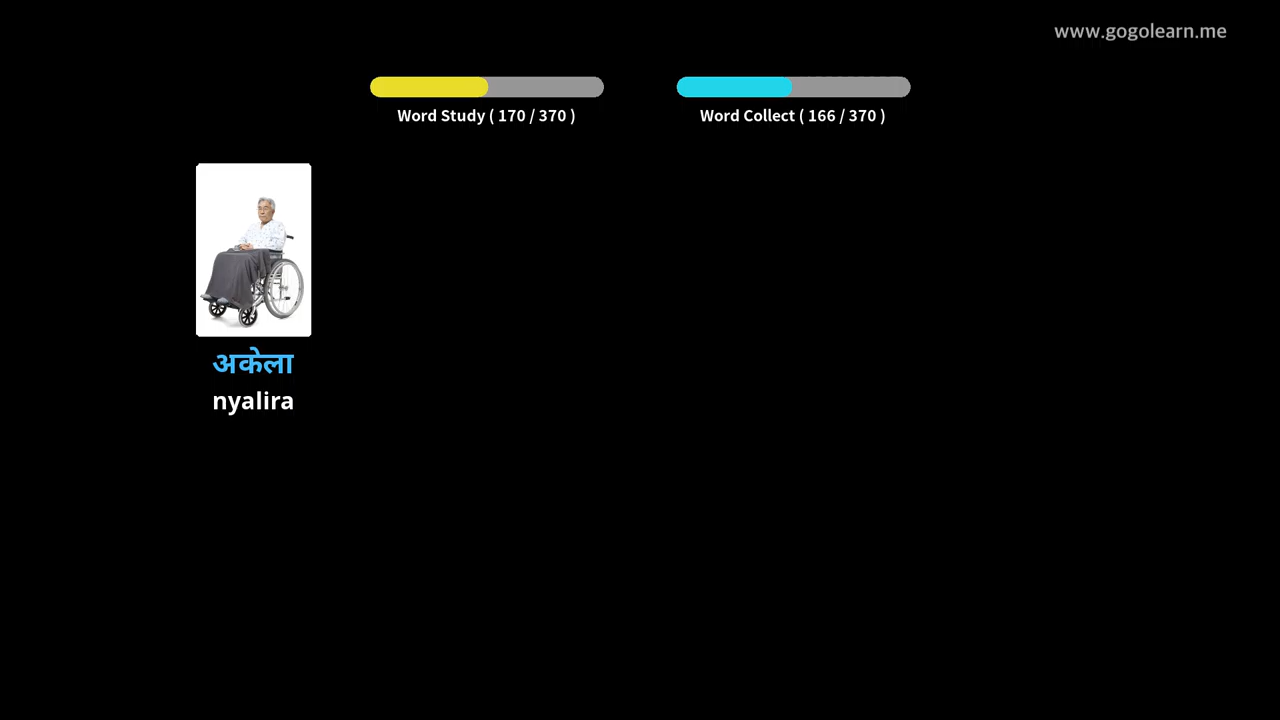 www.gogolearn.me
Word Study ( 170 / 370 )
Word Collect ( 166 / 370 )
अकेला
nyalira